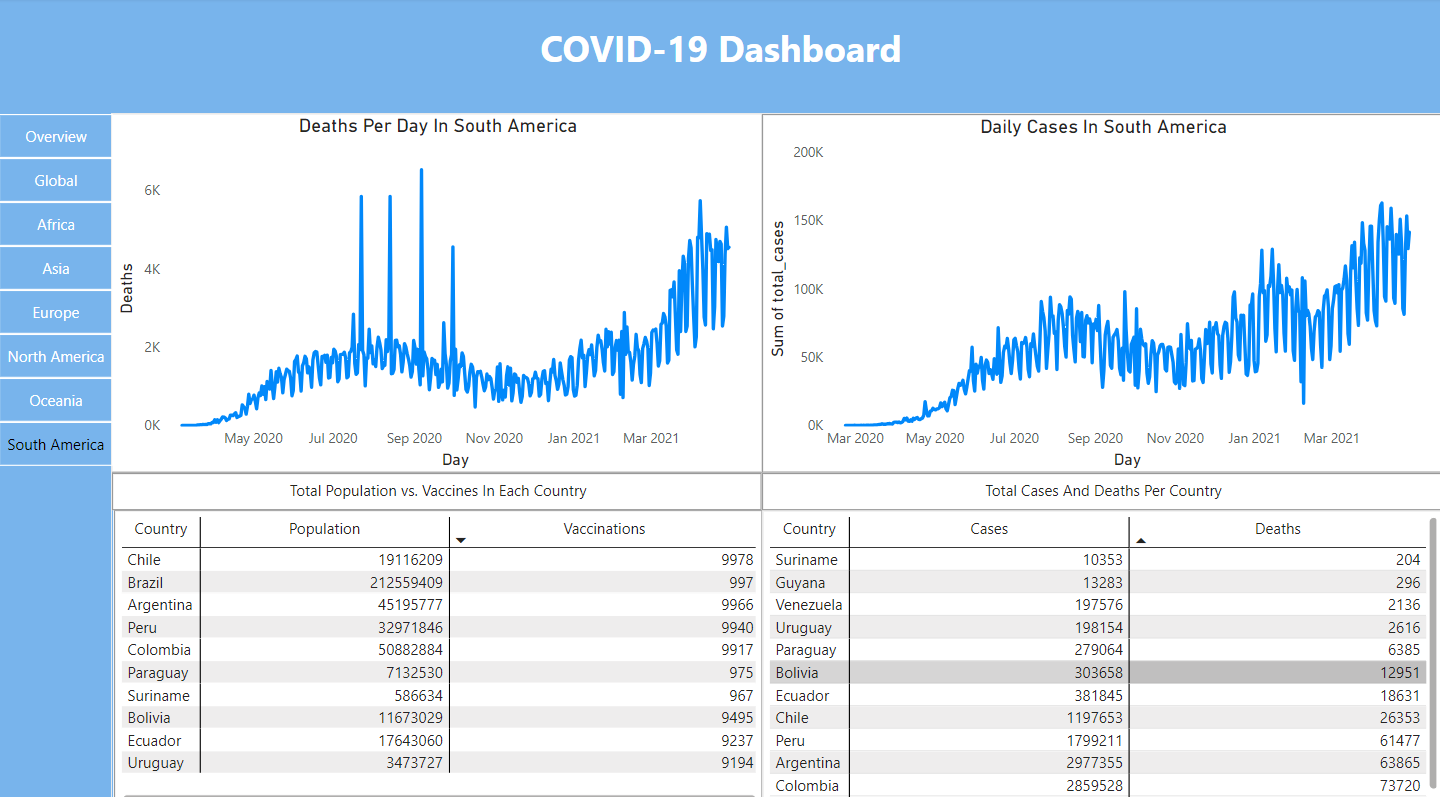 COVID-19 Dashboard
Overview
Global
Africa
Asia
Europe
North America
Oceania
South America
Deaths Per Day In South America
6K
4K
2K
0K
Deaths
May 2020 Jul 2020 Sep 2020 Nov 2020 Jan 2021 Mar 2021
Day
Daily Cases In South America
200K
150K
100K
50K
0K
Sum of total_cases
Mar 2020 May 2020 Jul 2020 Sep 2020 Nov 2020 Jan 2021 Mar 2021
Day
Total Population vs. Vaccines In Each Country
Country Population Vaccinations
Chile 19116209 9978
Brazil 212559409 997
Argentina 45195777 9966
Peru 32971846 9940
Colombia 50882884 9917
Paraguay 7132530 975
Suriname 586634 967
Bolivia 11673029 9495
Ecuador 17643060 9237
Uruguay 3473727 9194
Total Cases And Deaths Per Country
Country Cases Deaths
Suriname 10353 204
Guyana 13283 296
Venezuela 197576 2136
Uruguay 198154 2616
Paraguay 279064 6385
Bolivia 303658 12951
Ecuador 381845 18631
Chile 1197653 26353
Peru 1799211 61477
Argentina 2977355 63865
Colombia 2859528 73720